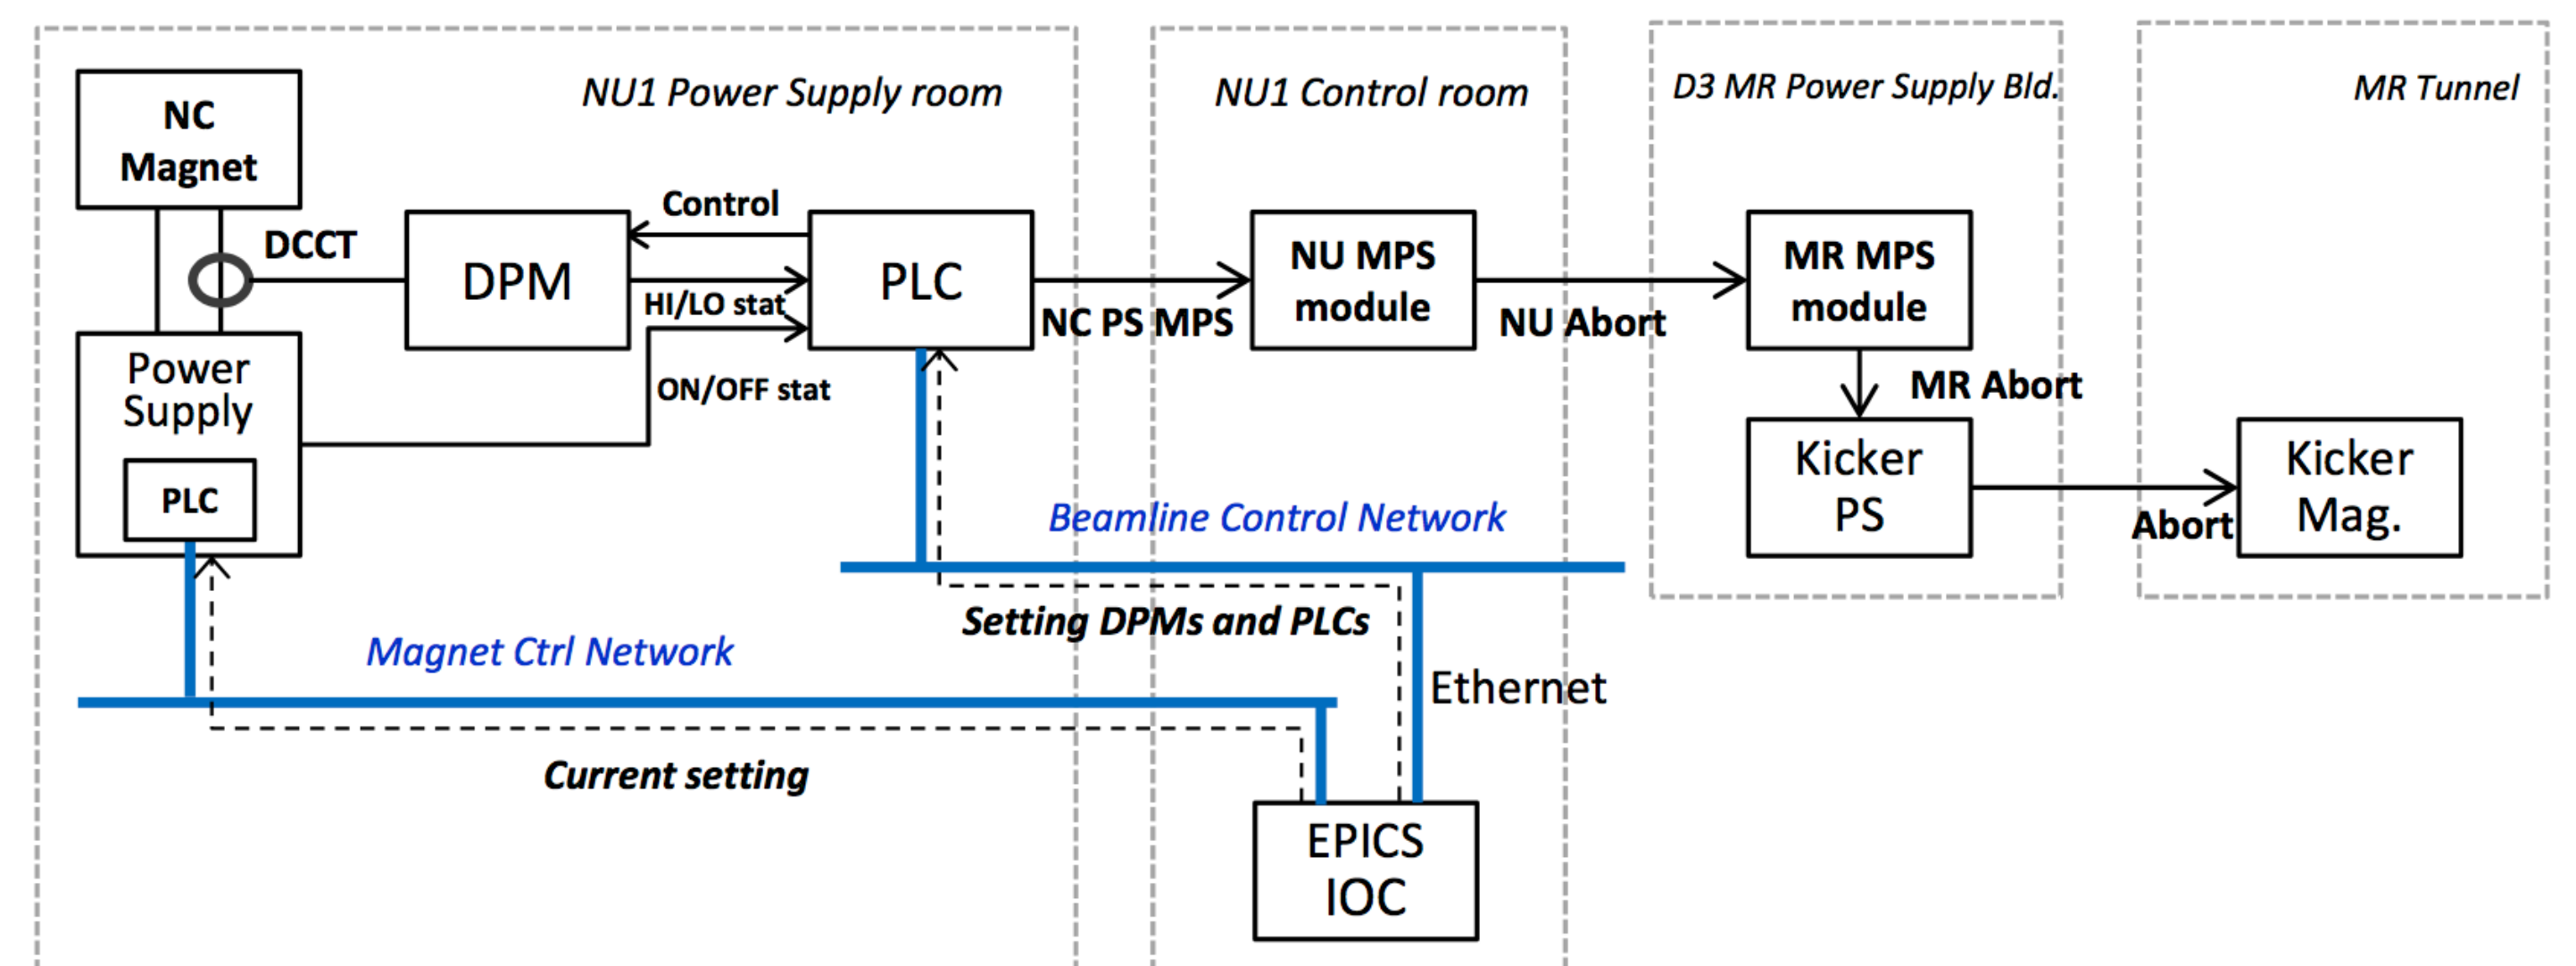 NU1 Power Supply room
NU1 Control room
D3 MR Power Supply Bld.
MR Tunnel
NC
Magnet
DCCT
DPM
Control
HI/LO stat
ON/OFF stat
PLC
NC PS MPS
NU MPS
module
NU Abort
MR MPS
module
MR Abort
Power
Supply
PLC
Kicker
PS
Abort
Kicker
Mag.
Beamline Control Network
Setting DPMs and PLCs
Magnet Ctrl Network
Ethernet
Current setting
EPICS
IOC